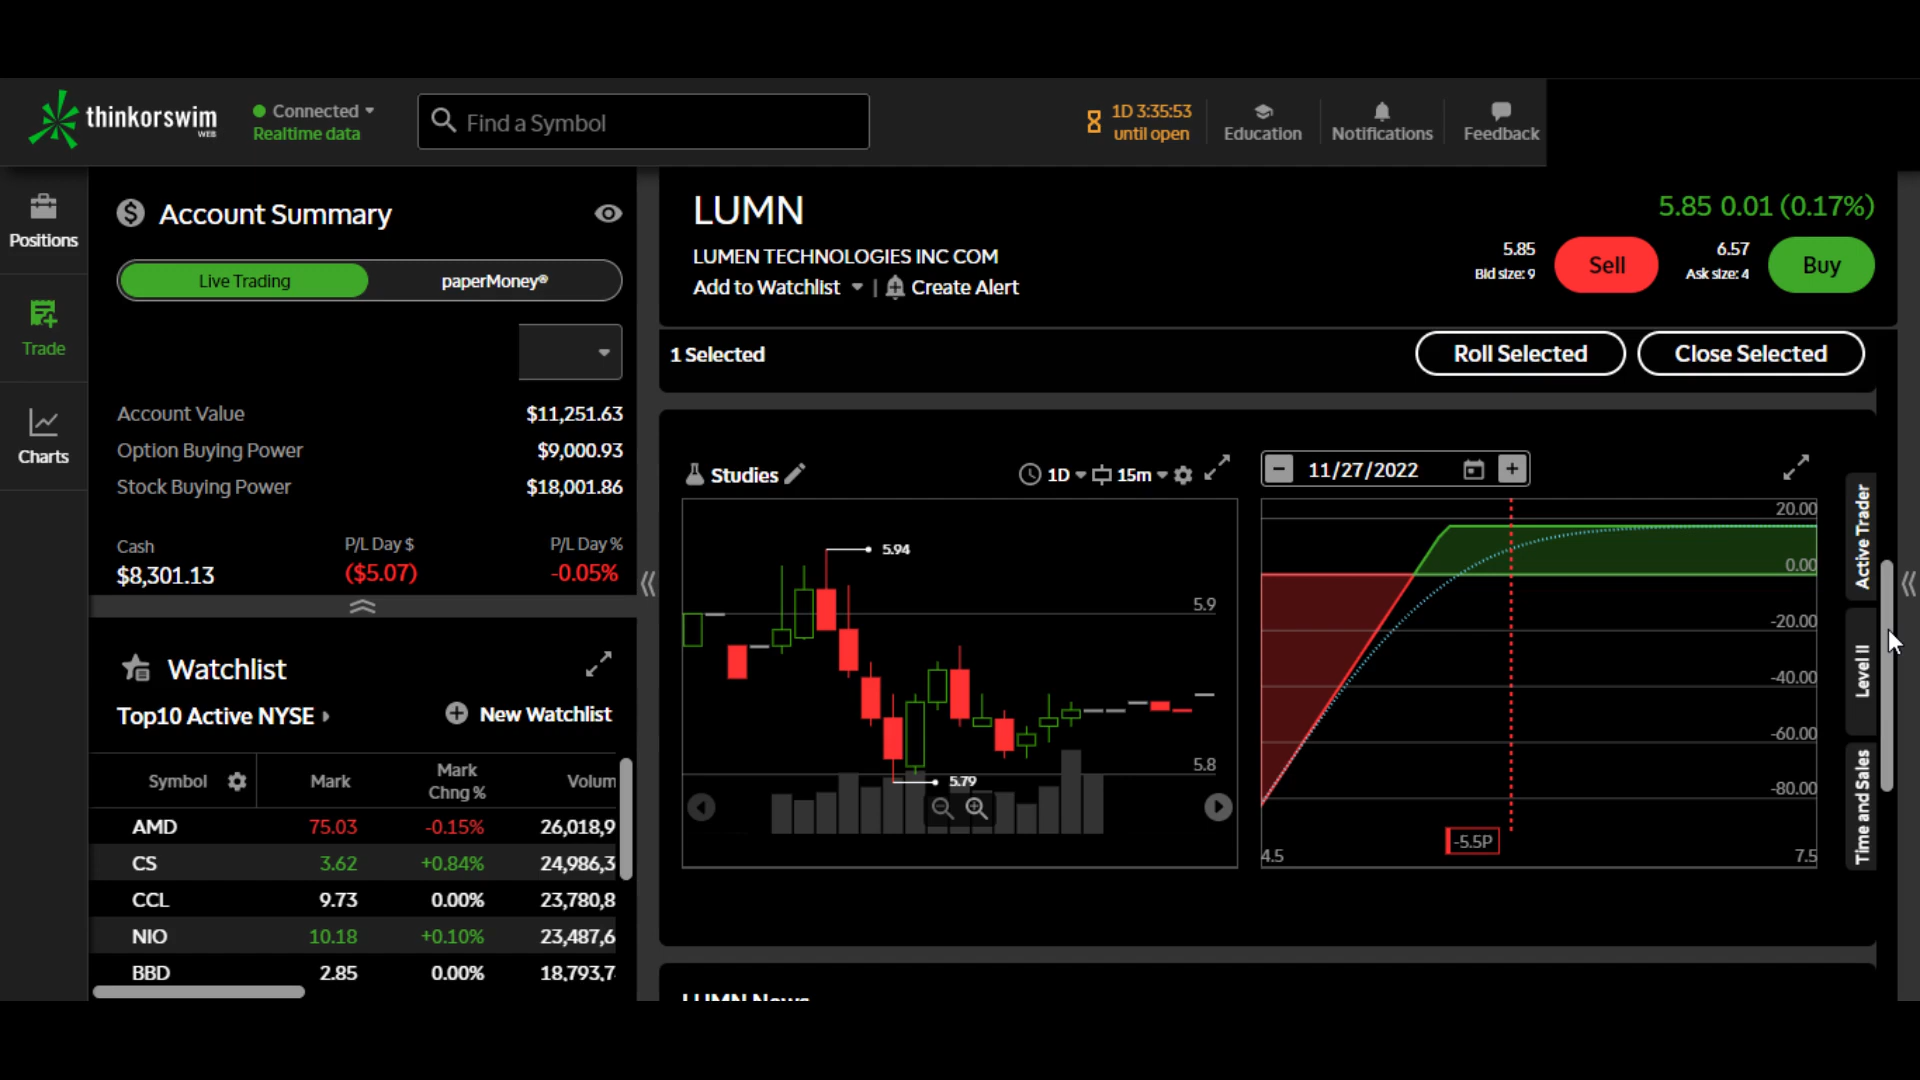 thinkorswim
WEB
Connected
Realtime data
Find a Symbol
1D 3:35:53
until open
Education
Notifications
Feedback
Positions
Trade
Charts
Account Summary
Live Trading
paperMoney®
Account Value
$11,251.63
Option Buying Power
$9,000.93
Stock Buying Power
$18,001.86
Cash
P/L Day $
P/L Day %
$8,301.13
($5.07)
-0.05%
Watchlist
Top10 Active NYSE
New Watchlist
Symbol
Mark
Mark
Chng %
Volum
AMD 75.03 -0.15% 26,018,9
CS 3.62 +0.84% 24,986,3
CCL 9.73 0.00% 23,780,8
NIO 10.18 +0.10% 23,487,6
BBD 2.85 0.00% 18,793,7
LUMN
5.85 0.01 (0.17%)
LUMEN TECHNOLOGIES INC COM
Add to Watchlist | Create Alert
5.85
Bid size: 9
Sell
6.57
Ask size: 4
Buy
1 Selected
Roll Selected
Close Selected
Studies
1D
15m
5.94
5.9
5.8
5.79
11/27/2022
20.00
0.00
-20.00
-40.00
-60.00
-80.00
-5.5P
4.5
7.5
Active Trader
Level II
Time and Sales
LUMN News